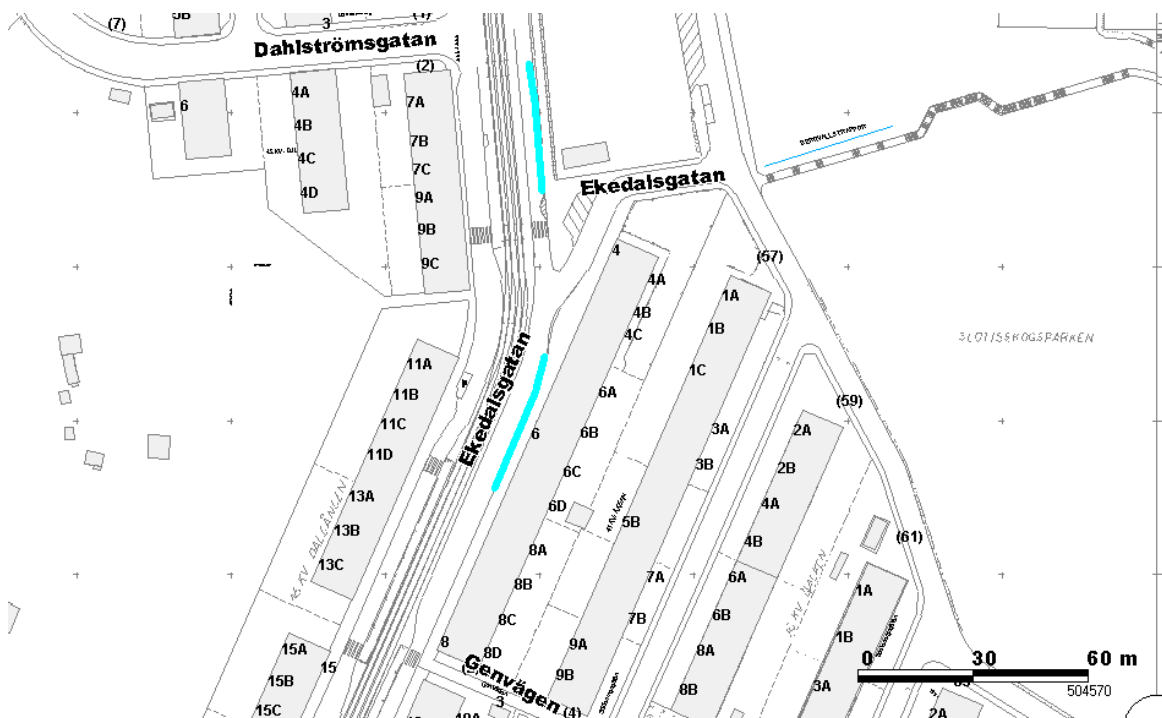 (7)
5B
3
(1)
Dahlströmsgatan
(2)
6
4A
4B
4C
4D
7A
7B
7C
9A
9B
9C
Ekedalsgatan
4
4A
4B
4C
(57)
1A
1B
1C
SLOTTSSKOGSPARKEN
Ekedalsgatan
11A
11B
11C
11D
13A
13B
13C
6
6A
6B
6C
6D
3A
3B
(59)
2A
2B
4A
4B
5B
8A
8B
8C
8D
8
7A
7B
6A
6B
8A
8B
(61)
1A
1B
3A
9A
9B
15A
15
15B
15C
Genvägen
3
(4)
10A
2A
0 30 60 m
504570